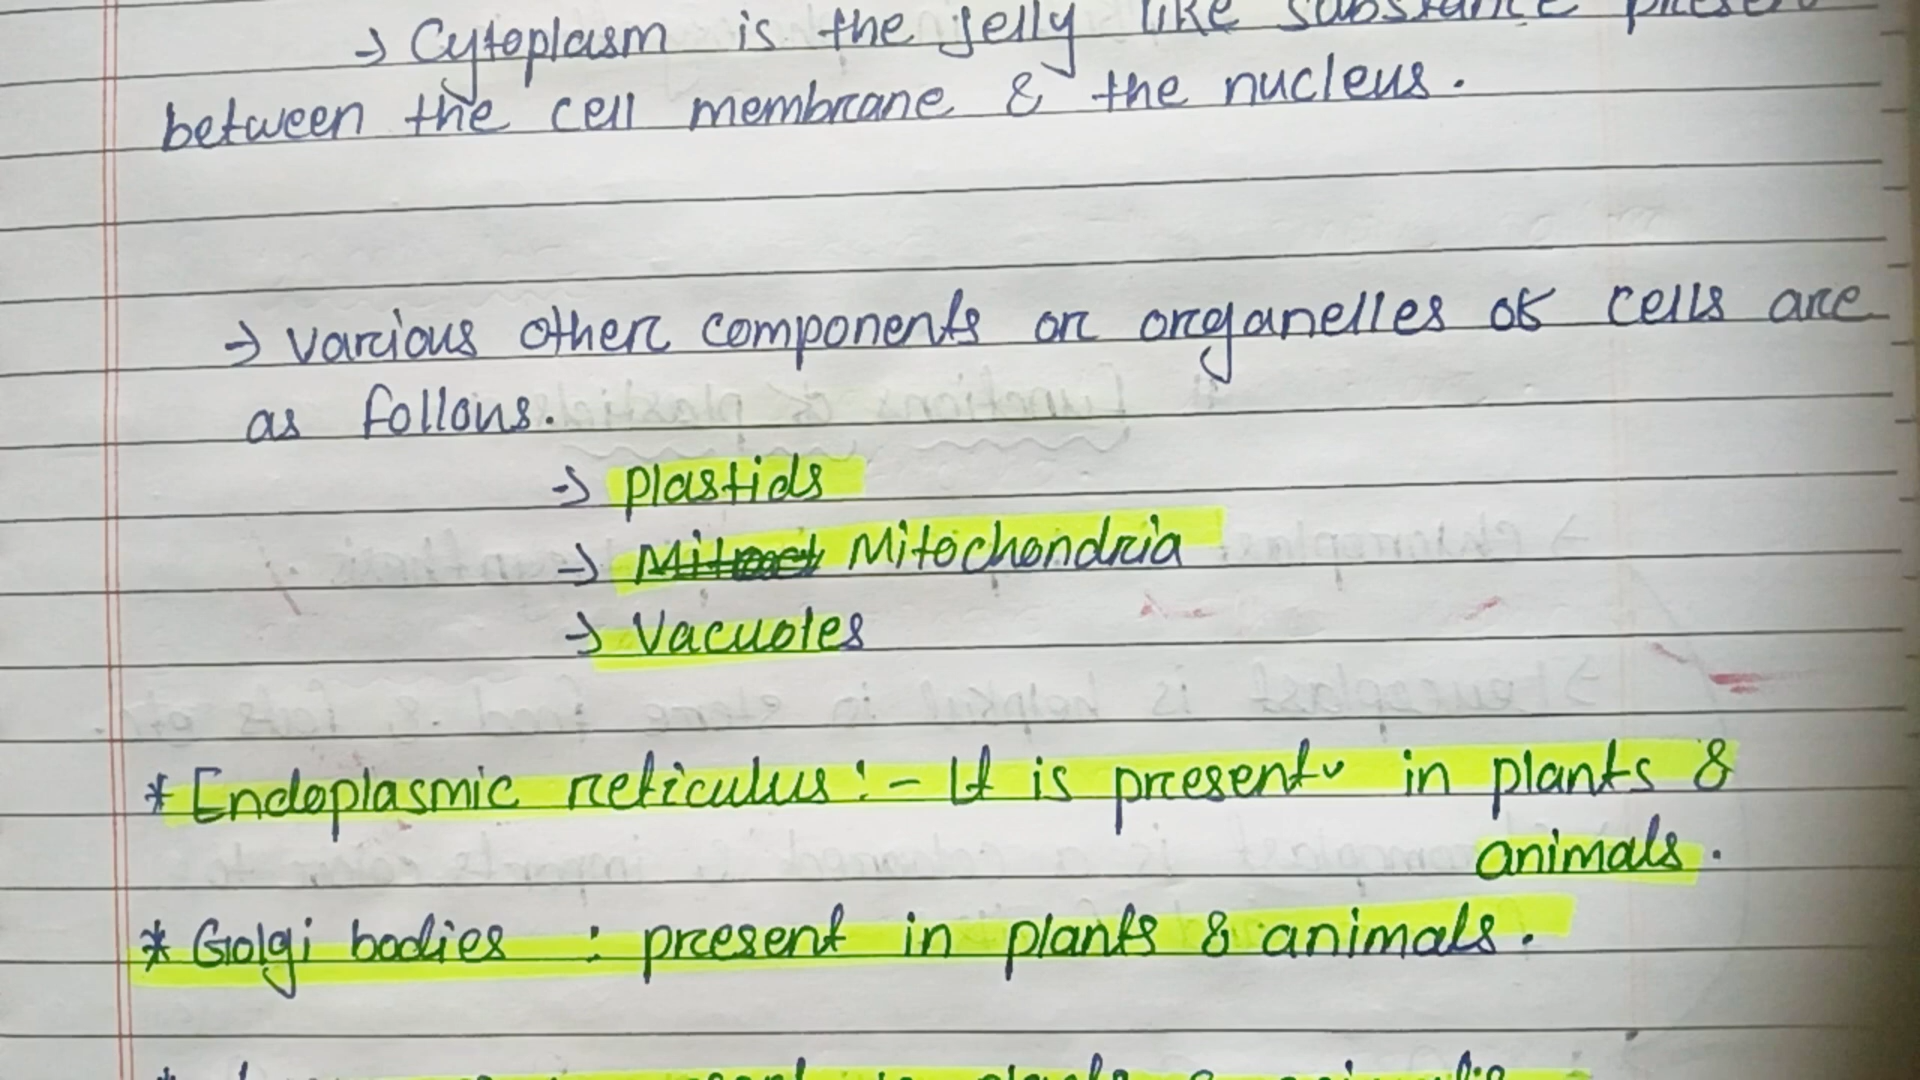 → Cytoplasm is the jelly like substance present
between the cell membrane & the nucleus.
→ various other components or organelles of cells are
as follows.
→ plastids
→ Mitochondria
→ Vacuoles
* Endoplasmic reticulus :- It is present in plants &
animals.
* Golgi bodies : present in plants & animals.